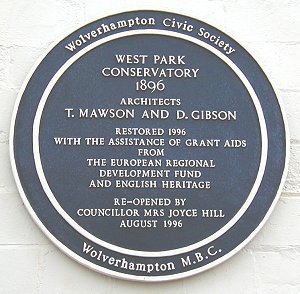 Wolverhampton Civic Society
WEST PARK
CONSERVATORY
1896
ARCHITECTS
T. MAWSON AND D. GIBSON
RESTORED 1996
WITH THE ASSISTANCE OF GRANT AIDS
FROM
THE EUROPEAN REGIONAL
DEVELOPMENT FUND
AND ENGLISH HERITAGE
RE-OPENED BY
COUNCILLOR MRS JOYCE HILL
AUGUST 1996
Wolverhampton M.B.C.